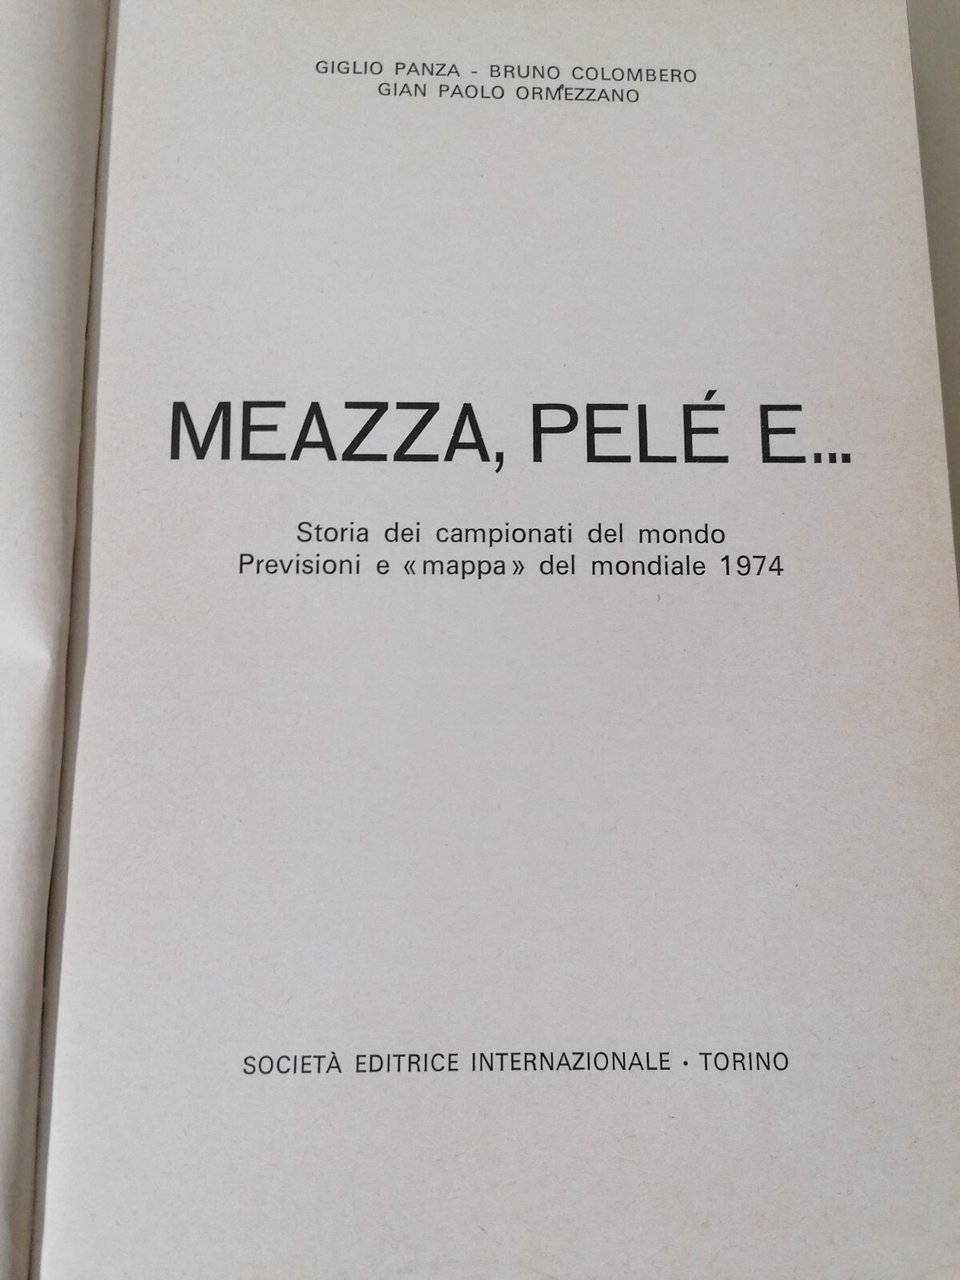 GIGLIO PANZA - BRUNO COLOMBERO
GIAN PAOLO ORMEZZANO
MEAZZA, PELÉ E...
Storia dei campionati del mondo
Previsioni e «mappa» del mondiale 1974
SOCIETÀ EDITRICE INTERNAZIONALE • TORINO